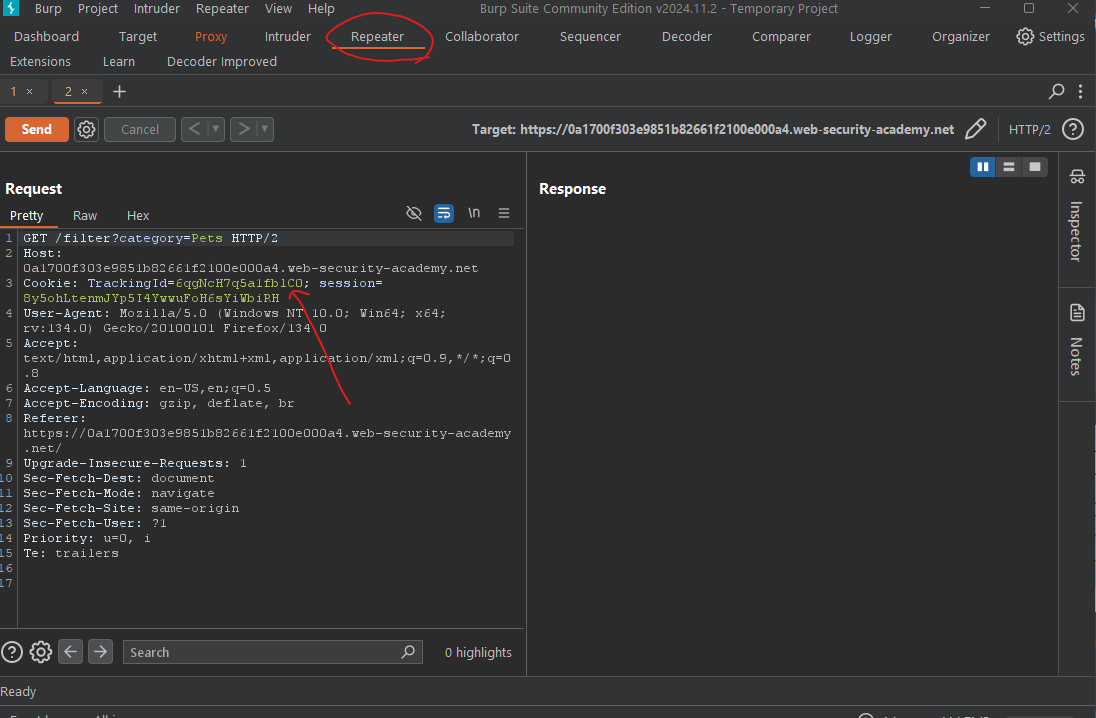 Burp Project Intruder Repeater View Help Burp Suite Community Edition v2024.11.2 - Temporary Project
Dashboard Target Proxy Intruder Repeater Collaborator Sequencer Decoder Comparer Logger Organizer Settings
Extensions Learn Decoder Improved
1 × 2 × +
Send Cancel < > Target: https://0a1700f303e9851b82661f2100e000a4.web-security-academy.net HTTP/2 ?
Request
Response
Pretty Raw Hex \n
1 GET /filter?category=Pets HTTP/2
2 Host:
0a1700f303e9851b82661f2100e000a4.web-security-academy.net
3 Cookie: TrackingId=6qgNcH7q5a1fblC0; session=
8y5ohLtenmJYp5I4YwwuFoH6sYiWbiRH
4 User-Agent: Mozilla/5.0 (Windows NT 10.0; Win64; x64;
rv:134.0) Gecko/20100101 Firefox/134.0
5 Accept:
text/html,application/xhtml+xml,application/xml;q=0.9,*/*;q=0
.8
6 Accept-Language: en-US,en;q=0.5
7 Accept-Encoding: gzip, deflate, br
8 Referer:
https://0a1700f303e9851b82661f2100e000a4.web-security-academy
.net/
9 Upgrade-Insecure-Requests: 1
10 Sec-Fetch-Dest: document
11 Sec-Fetch-Mode: navigate
12 Sec-Fetch-Site: same-origin
13 Sec-Fetch-User: ?1
14 Priority: u=0, i
15 Te: trailers
16
17
Inspector
Notes
? Search 0 highlights
Ready